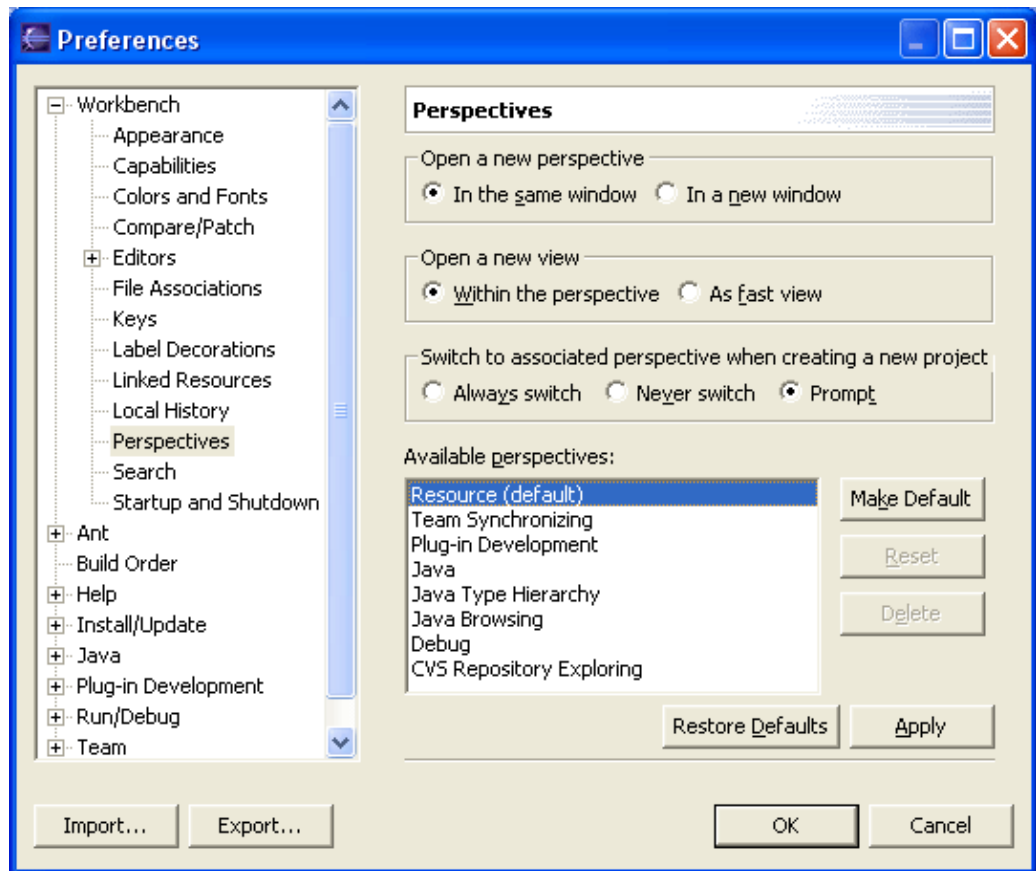 Preferences
Workbench
Appearance
Capabilities
Colors and Fonts
Compare/Patch
Editors
File Associations
Keys
Label Decorations
Linked Resources
Local History
Perspectives
Search
Startup and Shutdown
Ant
Build Order
Help
Install/Update
Java
Plug-in Development
Run/Debug
Team
Perspectives
Open a new perspective
In the same window In a new window
Open a new view
Within the perspective As fast view
Switch to associated perspective when creating a new project
Always switch Never switch Prompt
Available perspectives:
Resource (default)
Team Synchronizing
Plug-in Development
Java
Java Type Hierarchy
Java Browsing
Debug
CVS Repository Exploring
Make Default
Reset
Delete
Restore Defaults Apply
Import... Export... OK Cancel